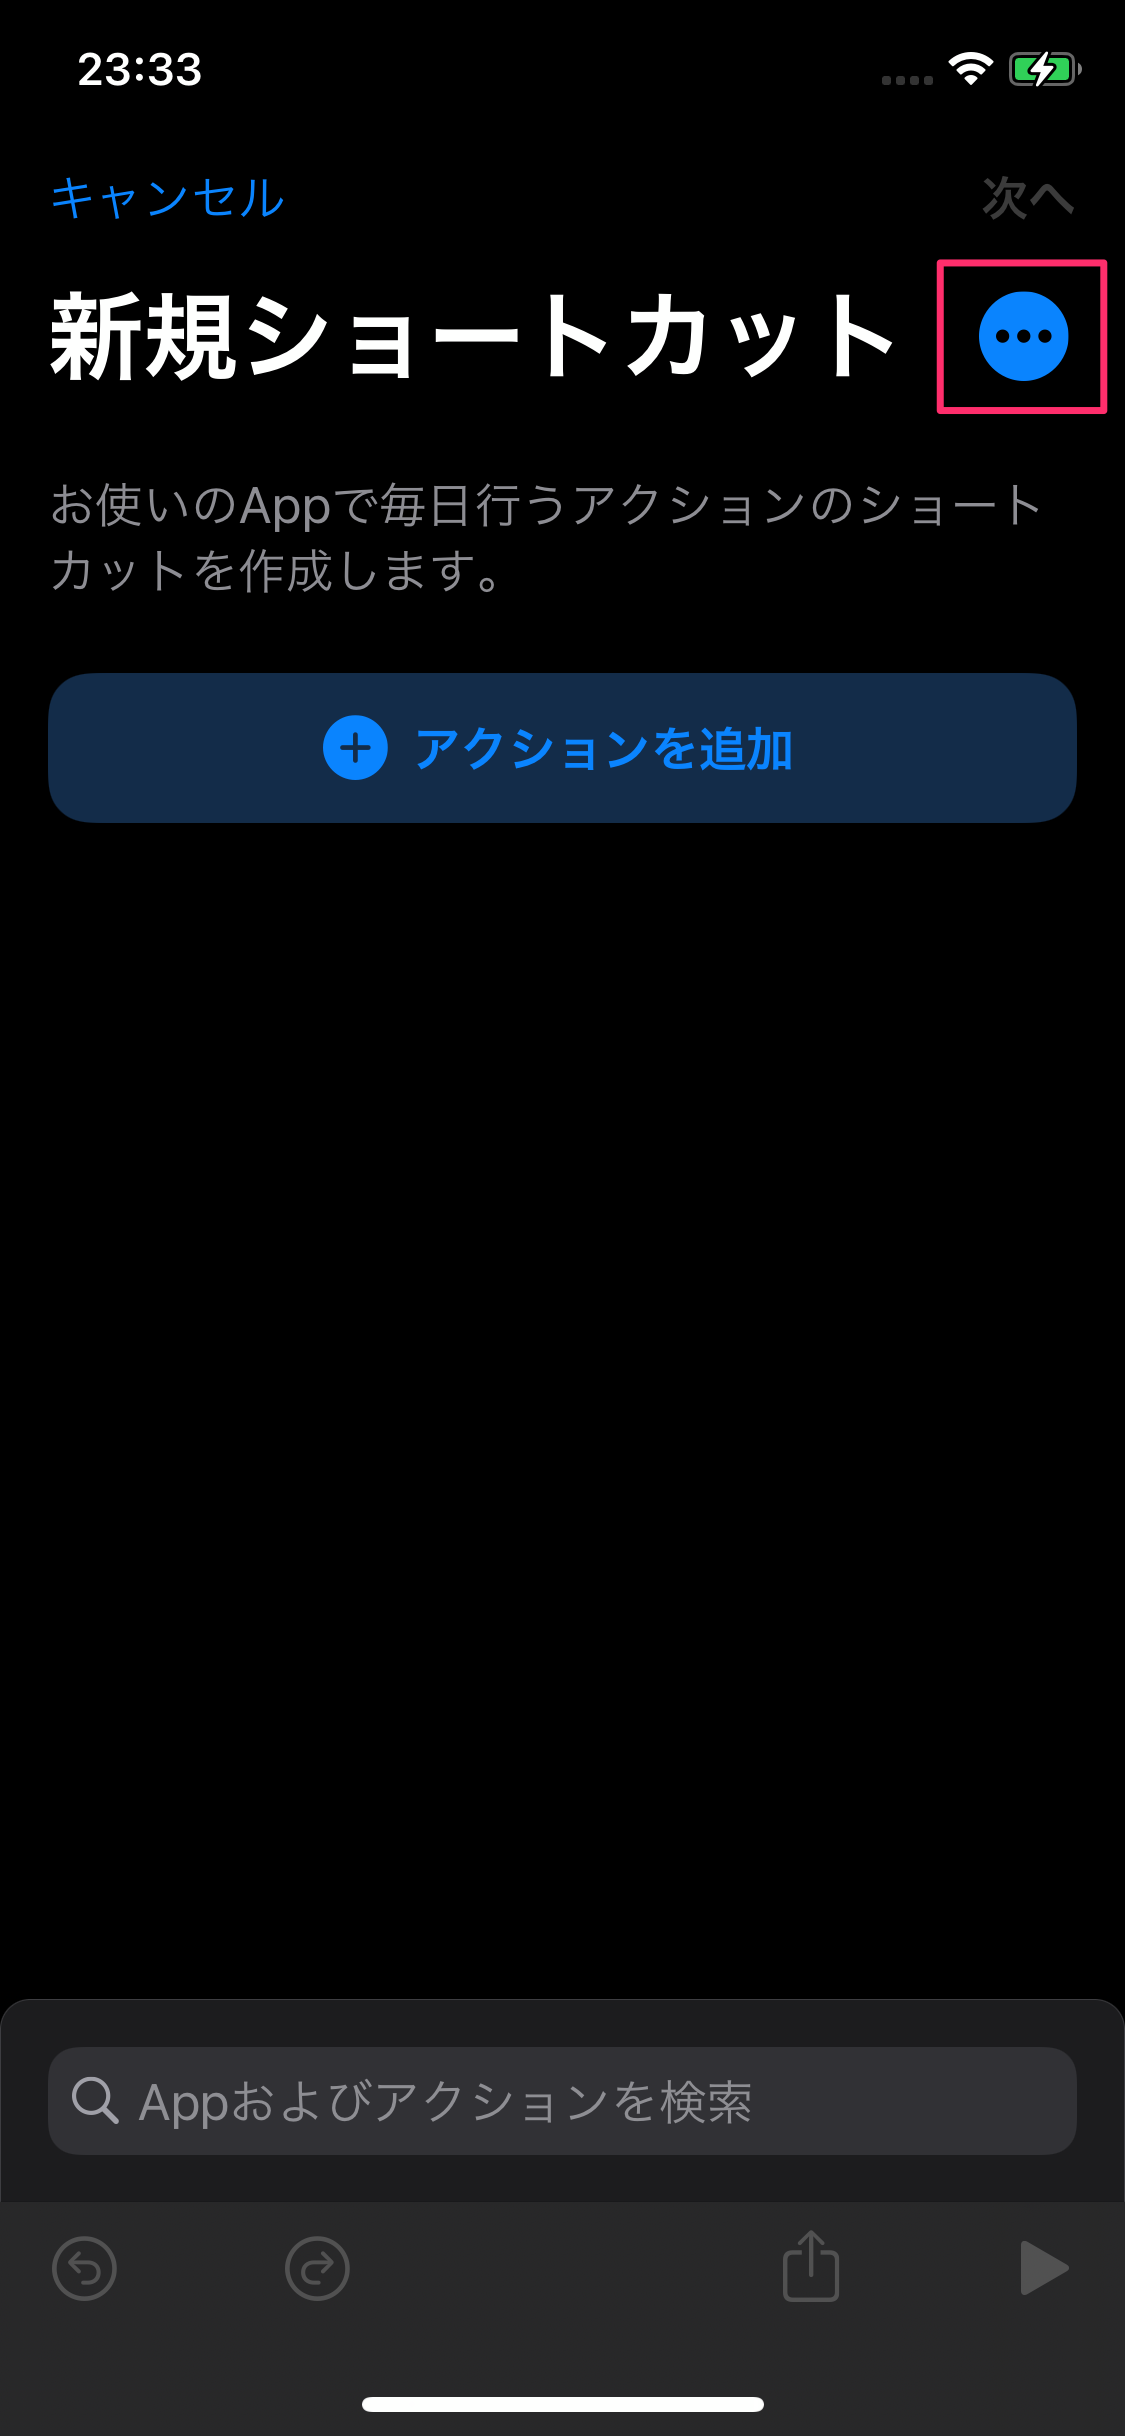 23:33
キャンセル
次へ
新規ショートカット
お使いのAppで毎日行うアクションのショート
カットを作成します。
アクションを追加
Appおよびアクションを検索